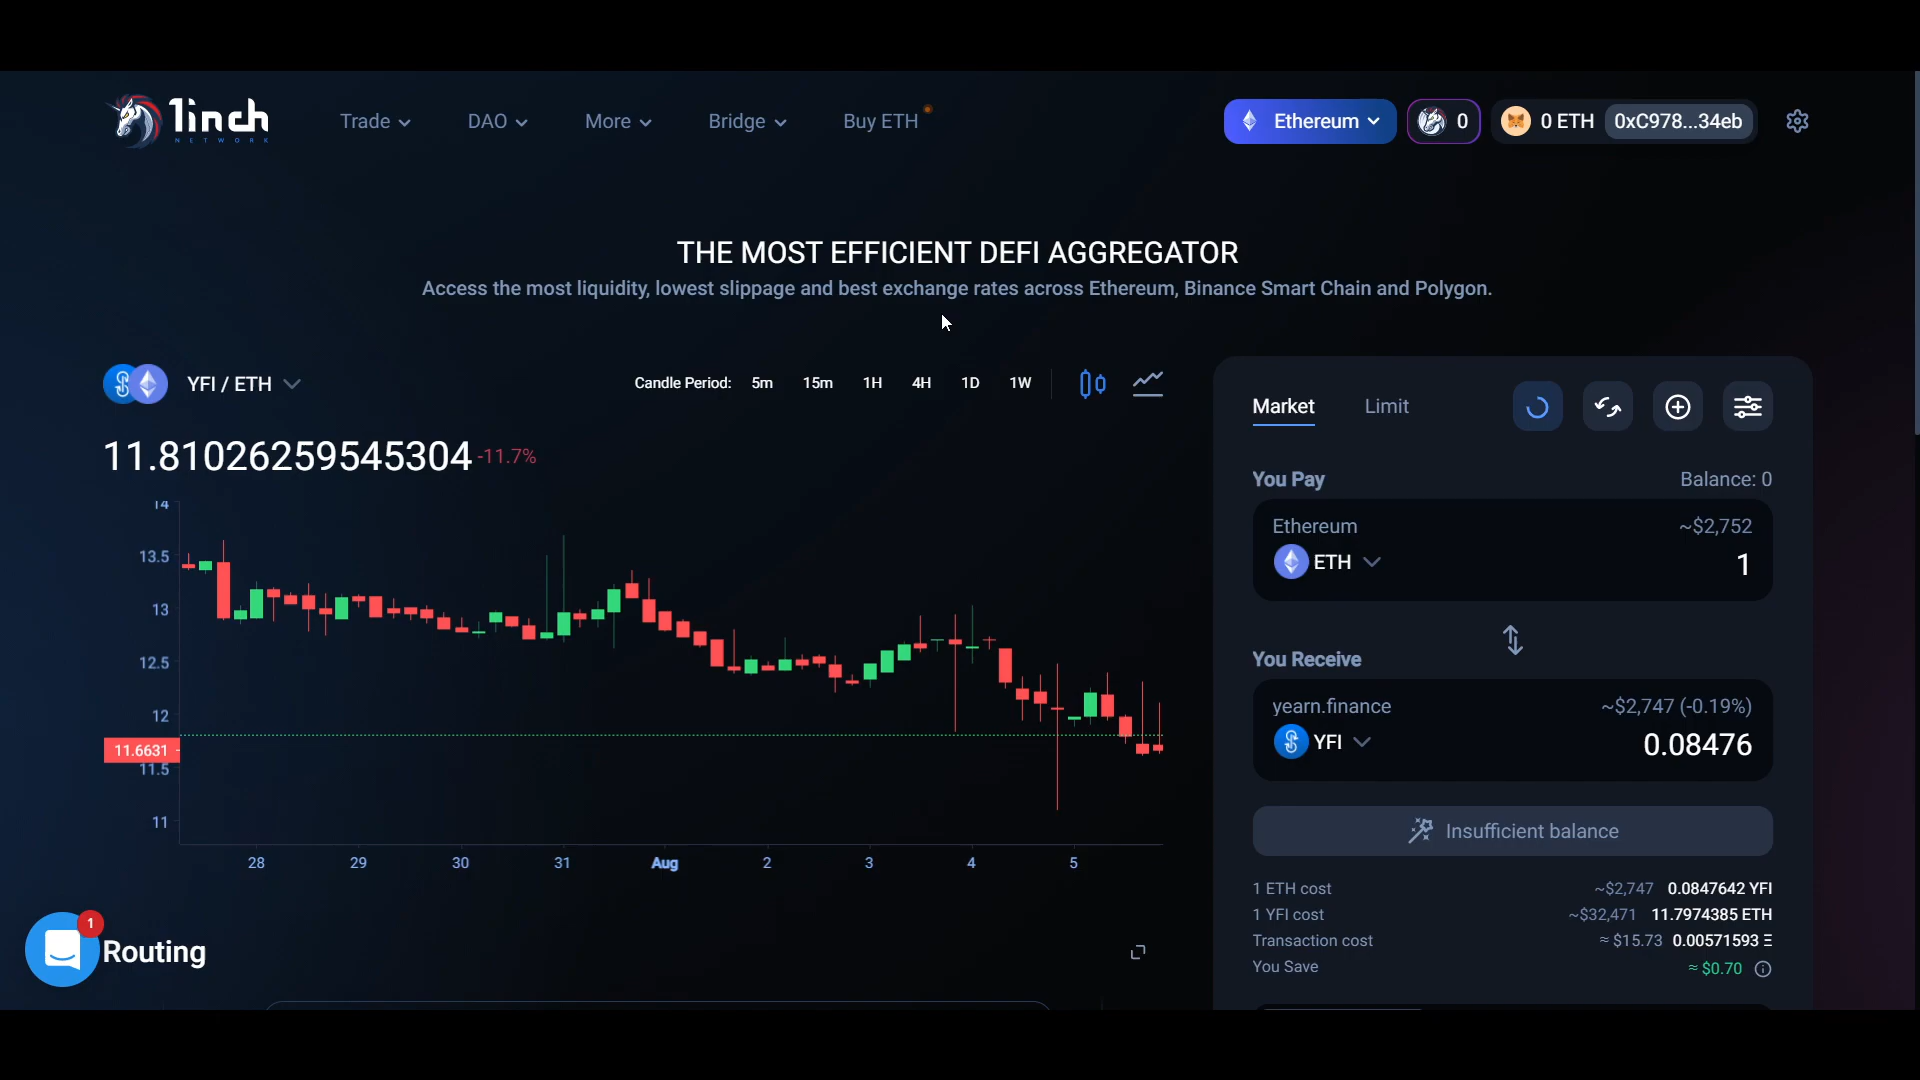 1inch
NETWORK
Trade
DAO
More
Bridge
Buy ETH
Ethereum
0
0 ETH
0xC978...34eb
THE MOST EFFICIENT DEFI AGGREGATOR
Access the most liquidity, lowest slippage and best exchange rates across Ethereum, Binance Smart Chain and Polygon.
YFI / ETH
Candle Period: 5m 15m 1H 4H 1D 1W
11.81026259545304 -11.7%
14
13.5
13
12.5
12
11.6631
11.5
11
28 29 30 31 Aug 2 3 4 5
1
Routing
Market Limit
You Pay Balance: 0
Ethereum ~$2,752
ETH 1
You Receive
yearn.finance ~$2,747 (-0.19%)
YFI 0.08476
Insufficient balance
1 ETH cost ~$2,747 0.0847642 YFI
1 YFI cost ~$32,471 11.7974385 ETH
Transaction cost ≈ $15.73 0.00571593 Ξ
You Save ≈ $0.70